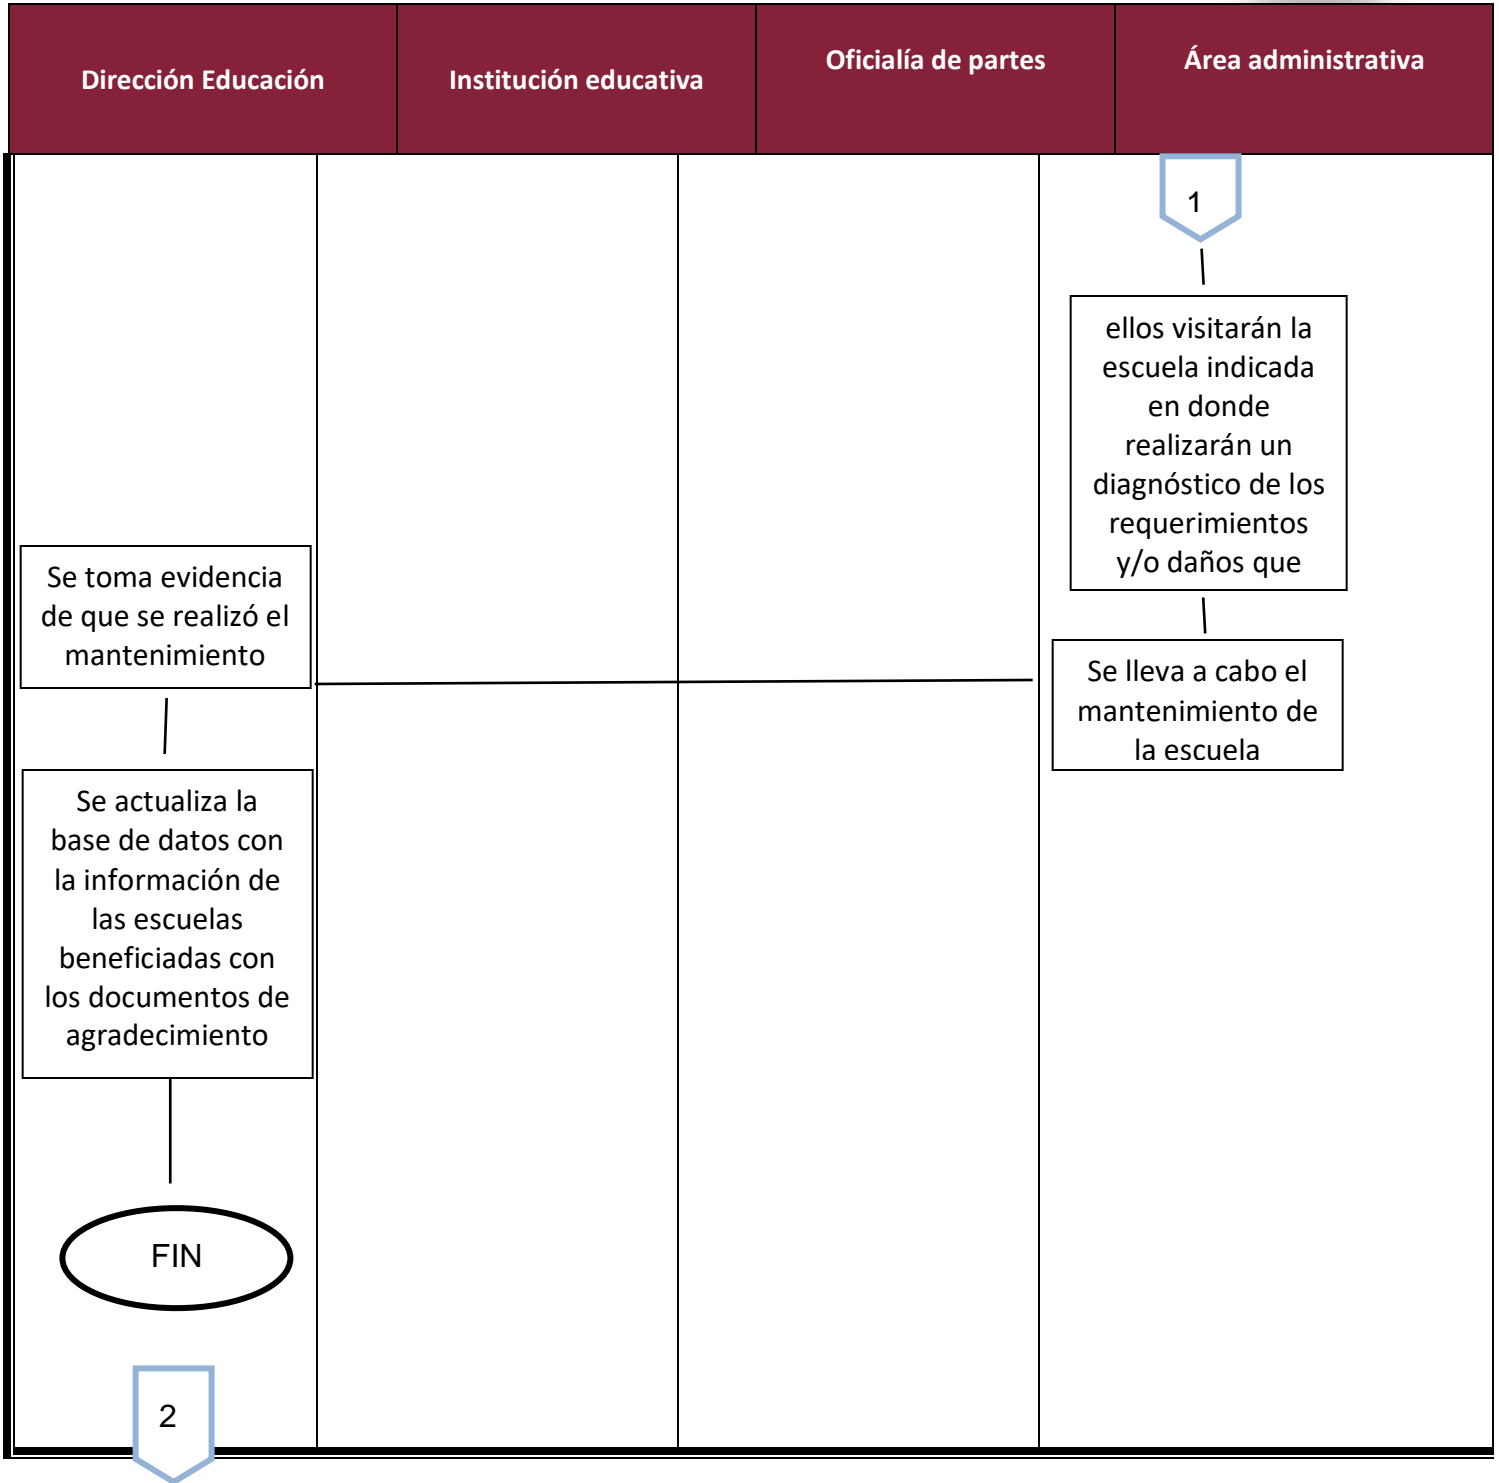 Dirección Educación
Institución educativa
Oficialía de partes
Área administrativa
1
ellos visitarán la
escuela indicada
en donde
realizarán un
diagnóstico de los
requerimientos
y/o daños que
Se lleva a cabo el
mantenimiento de
la escuela
Se toma evidencia
de que se realizó el
mantenimiento
Se actualiza la
base de datos con
la información de
las escuelas
beneficiadas con
los documentos de
agradecimiento
FIN
2